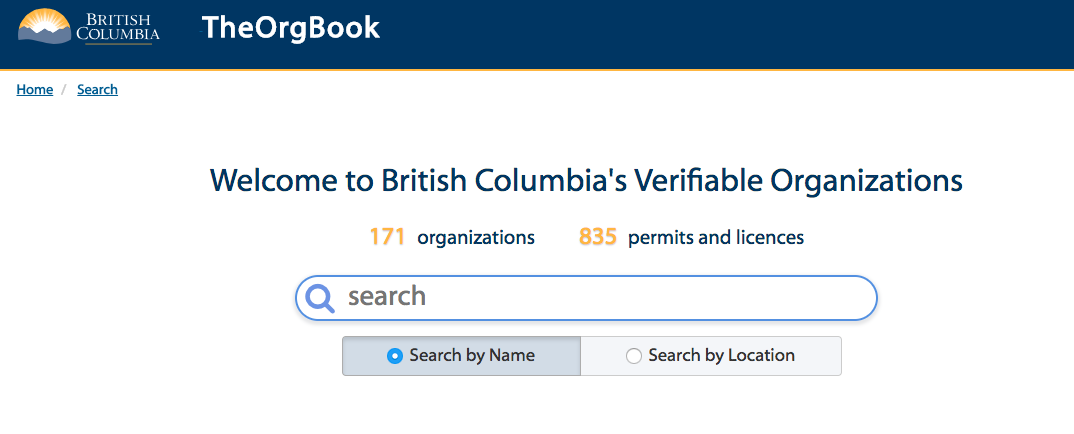 BRITISH
COLUMBIA
TheOrgBook
Home / Search
Welcome to British Columbia's Verifiable Organizations
171 organizations 835 permits and licences
search
Search by Name Search by Location